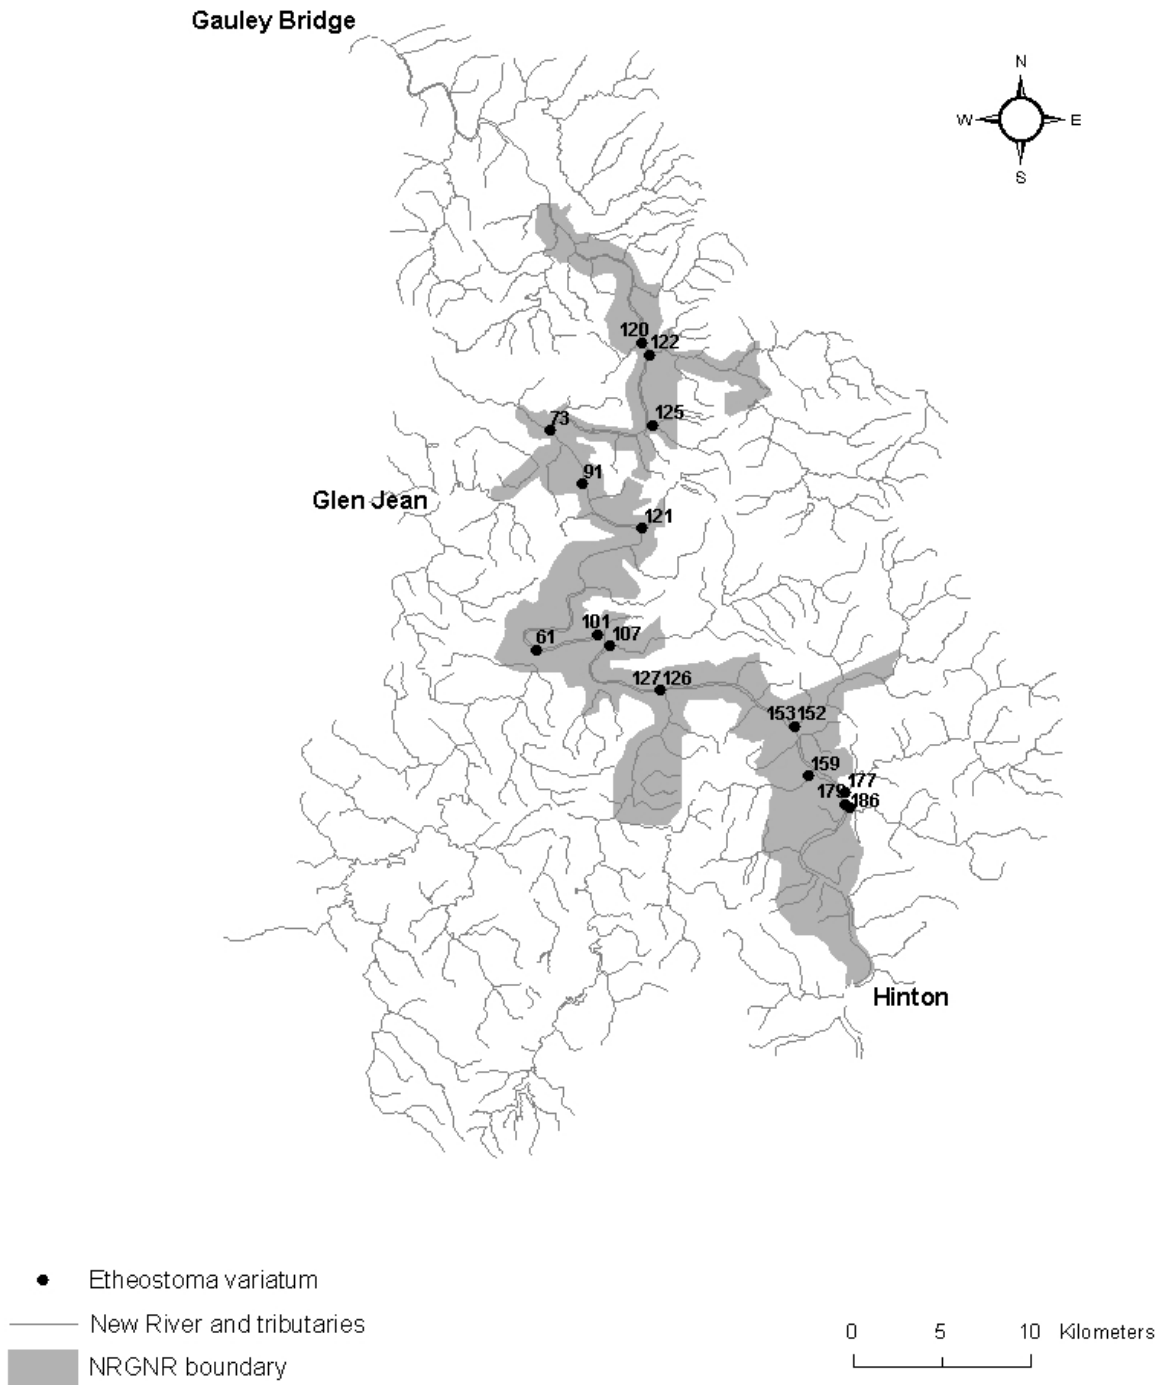 Gauley Bridge
N
W E
S
120
122
125
73
91
Glen Jean
121
101
61 107
127 126
153 152
159
177
179
186
Hinton
Etheostoma variatum
New River and tributaries
0 5 10 Kilometers
NRGNR boundary